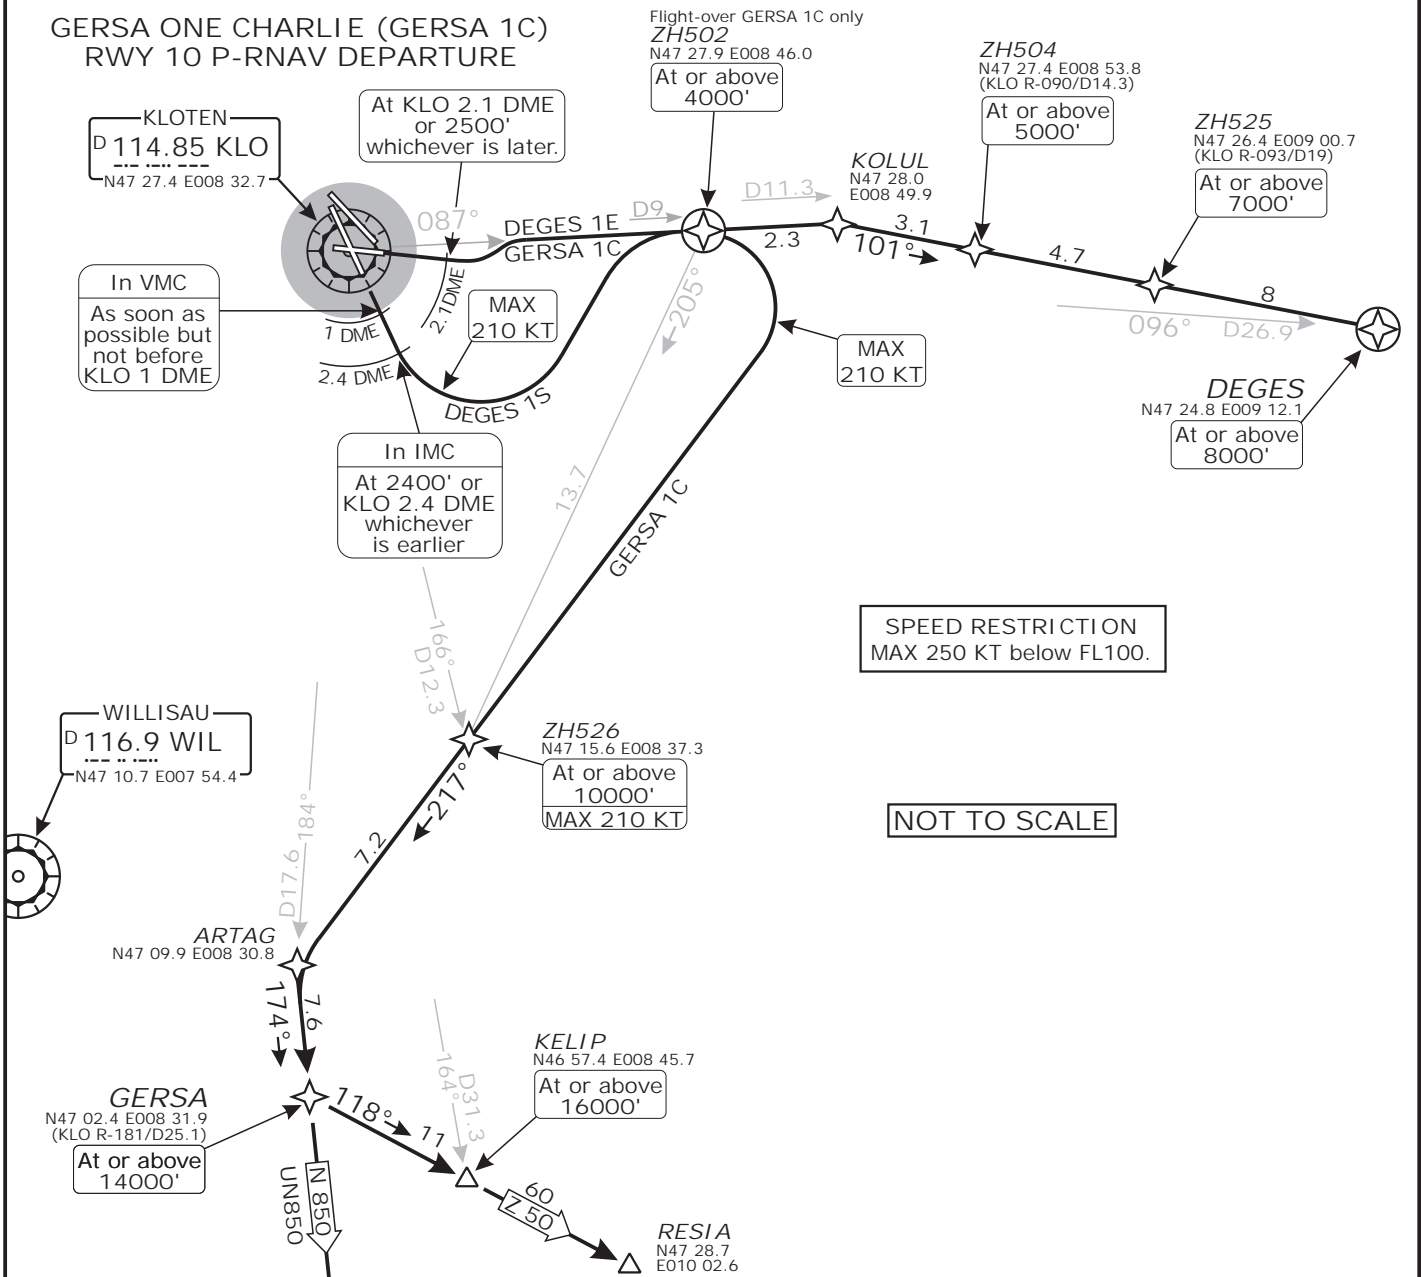 GERSA ONE CHARLIE (GERSA 1C)
RWY 10 P-RNAV DEPARTURE
Flight-over GERSA 1C only
ZH502
N47 27.9 E008 46.0
At or above
4000'
ZH504
N47 27.4 E008 53.8
(KLO R-090/D14.3)
At or above
5000'
ZH525
N47 26.4 E009 00.7
(KLO R-093/D19)
At or above
7000'
KLOTEN
D 114.85 KLO
N47 27.4 E008 32.7
At KLO 2.1 DME
or 2500'
whichever is later.
KOLUL
N47 28.0
E008 49.9
087°
DEGES 1E
GERSA 1C
D9
D11.3
2.3
3.1
101°
4.7
8
096°
D26.9
In VMC
As soon as
possible but
not before
KLO 1 DME
1 DME
2.4 DME
2.1DME
MAX
210 KT
DEGES 1S
205°
MAX
210 KT
DEGES
N47 24.8 E009 12.1
At or above
8000'
In IMC
At 2400' or
KLO 2.4 DME
whichever
is earlier
13.7
GERSA 1C
166°
D12.3
SPEED RESTRICTION
MAX 250 KT below FL100.
WILLISAU
D 116.9 WIL
N47 10.7 E007 54.4
ZH526
N47 15.6 E008 37.3
At or above
10000'
MAX 210 KT
217°
7.2
NOT TO SCALE
D17.6 184°
ARTAG
N47 09.9 E008 30.8
174°
7.6
GERSA
N47 02.4 E008 31.9
(KLO R-181/D25.1)
At or above
14000'
118°
11
164°
D31.3
KELIP
N46 57.4 E008 45.7
At or above
16000'
N 850
UN850
60
Z 50
RESIA
N47 28.7
E010 02.6